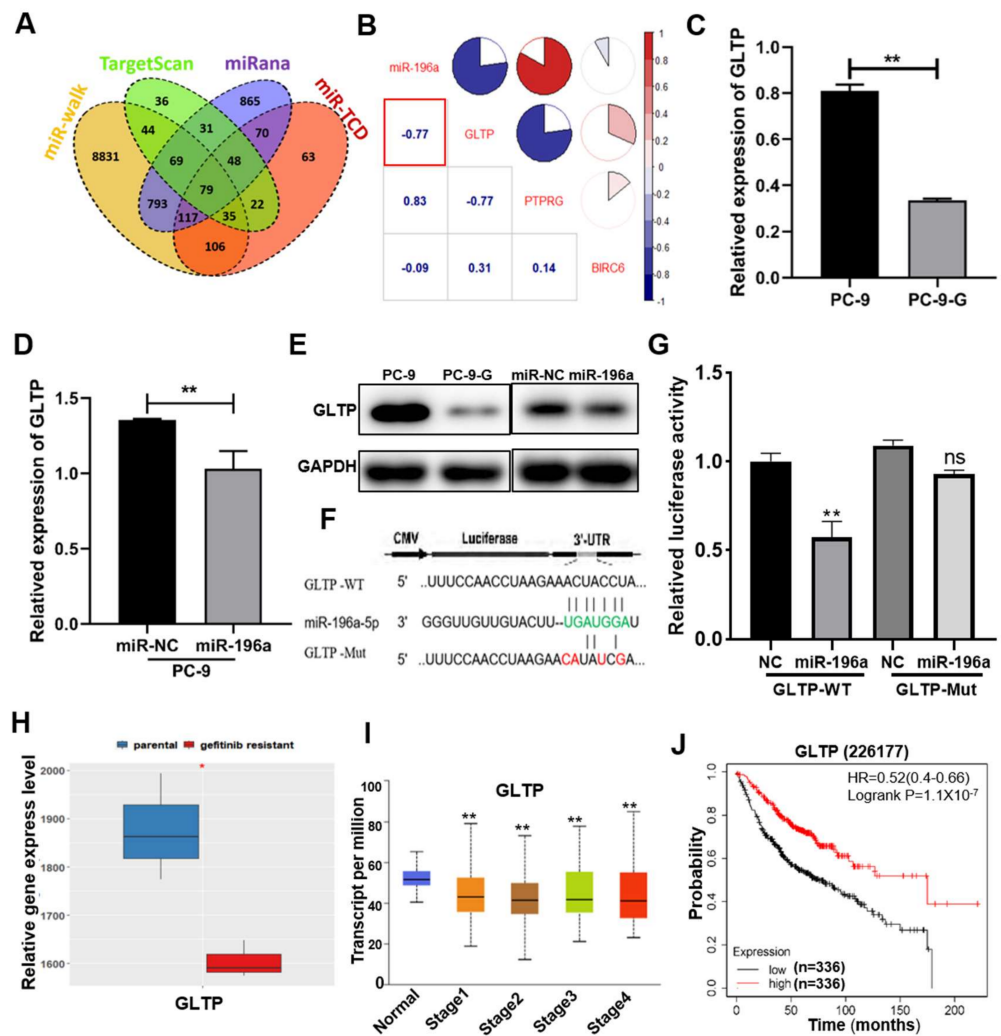 A
TargetScan
miRana
miR-walk
miR-TCD
36
865
44
31
70
8831
69
48
63
79
793
22
117
35
106
B
miR-196a
-0.77
GLTP
0.83
-0.77
PTPRG
-0.09
0.31
0.14
BIRC6
1
0.8
0.6
0.4
0.2
0
-0.2
-0.4
-0.6
-0.8
-1
C
Relatived expression of GLTP
1.0
0.8
0.6
0.4
0.2
0.0
**
PC-9
PC-9-G
D
Relatived expression of GLTP
1.5
1.0
1.5
0.0
**
miR-NC
miR-196a
PC-9
E
PC-9
PC-9-G
miR-NC
miR-196a
GLTP
GAPDH
F
CMV
Luciferase
3'-UTR
GLTP -WT 5' ..UUUCCAACCUAAGAAACUACCUA...
miR-196a-5p 3' GGGUUGUUGUACUU--UGAUGGAU
GLTP -Mut
5' ..UUUCCAACCUAAGAACAUAUCGA...
G
Relatived luciferase activity
1.5
1.0
0.5
0.0
**
ns
NC
miR-196a
NC
miR-196a
GLTP-WT
GLTP-Mut
H
parental
gefitinib resistant
Relative gene express level
2000
1900
1800
1700
1600
*
GLTP
I
GLTP
Transcript per million
100
80
60
40
20
0
**
**
**
**
Normal
Stage1
Stage2
Stage3
Stage4
J
GLTP (226177)
HR=0.52(0.4-0.66)
Logrank P=1.1X10-7
Probability
1.0
0.8
0.6
0.4
0.2
0.0
Expression
low (n=336)
high (n=336)
0
50
100
150
200
Time (months)